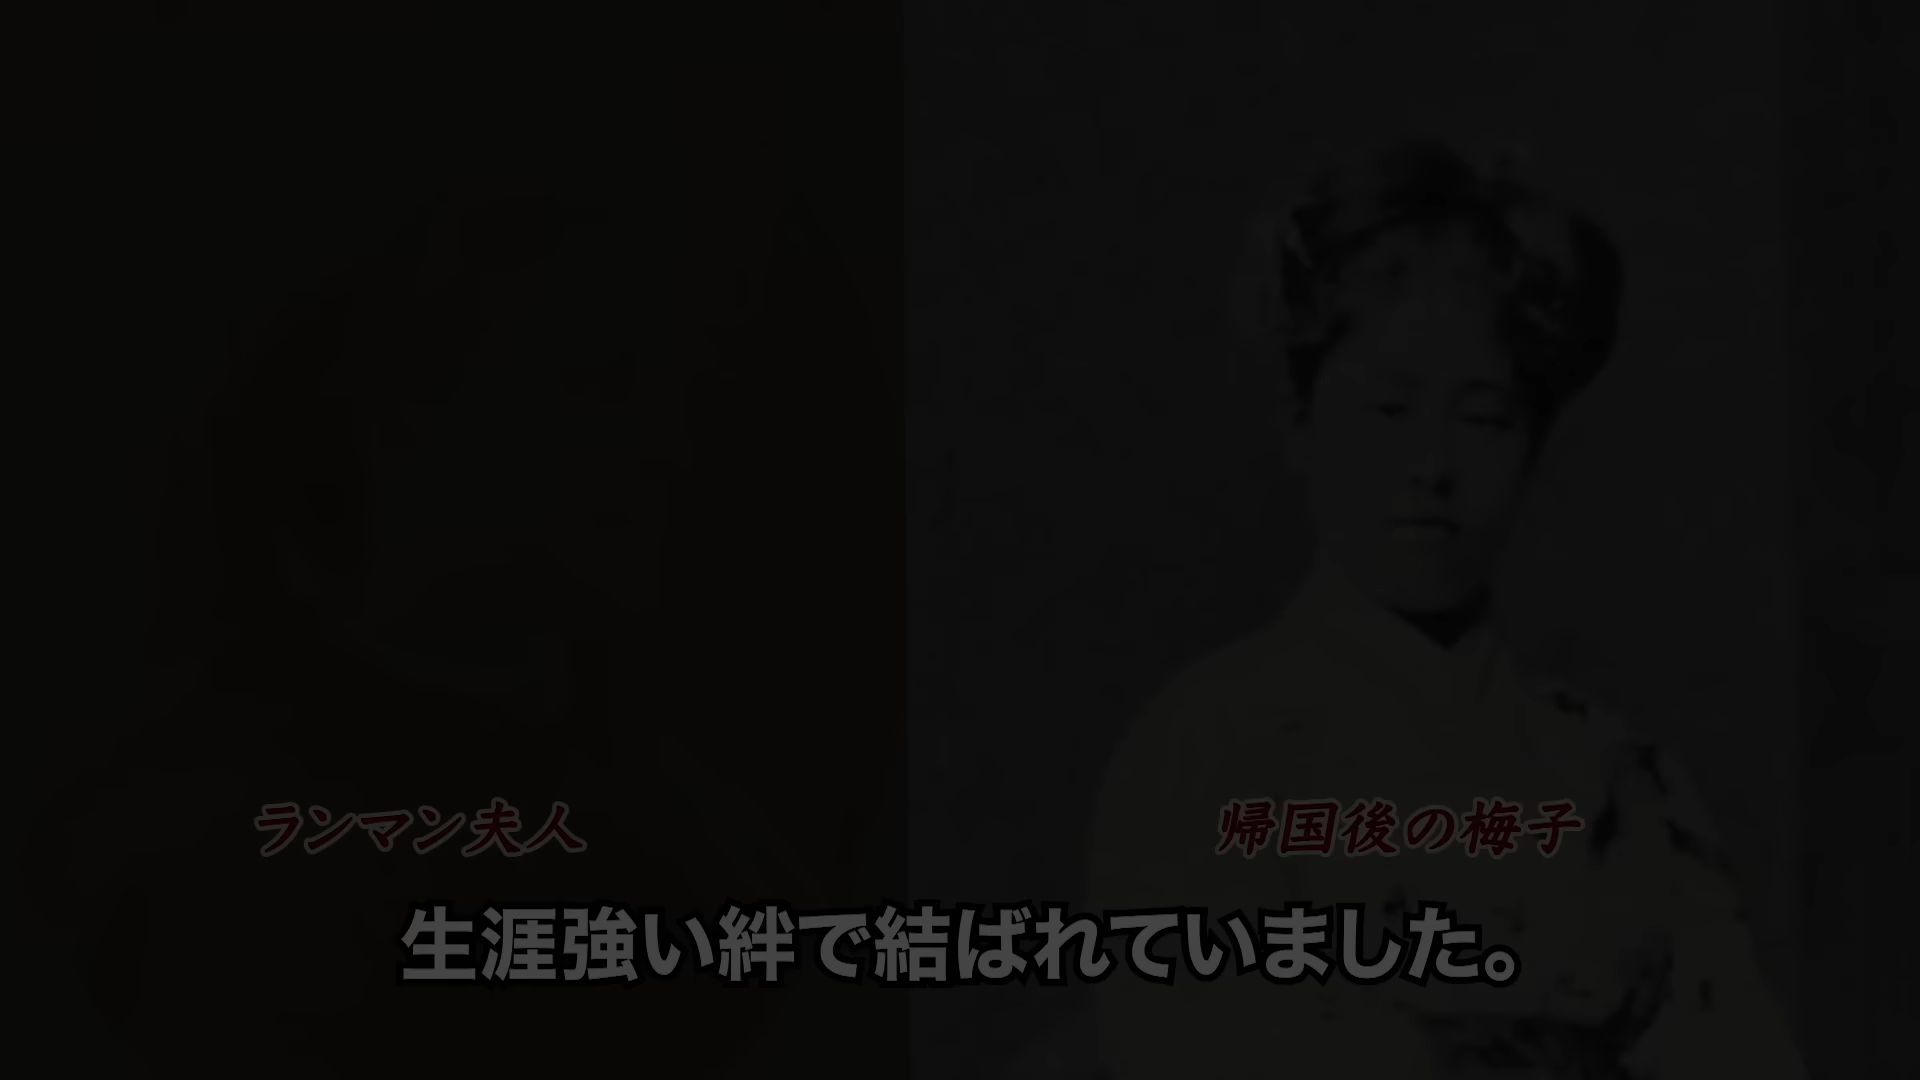 ランマン夫人
帰国後の梅子
生涯強い絆で結ばれていました。